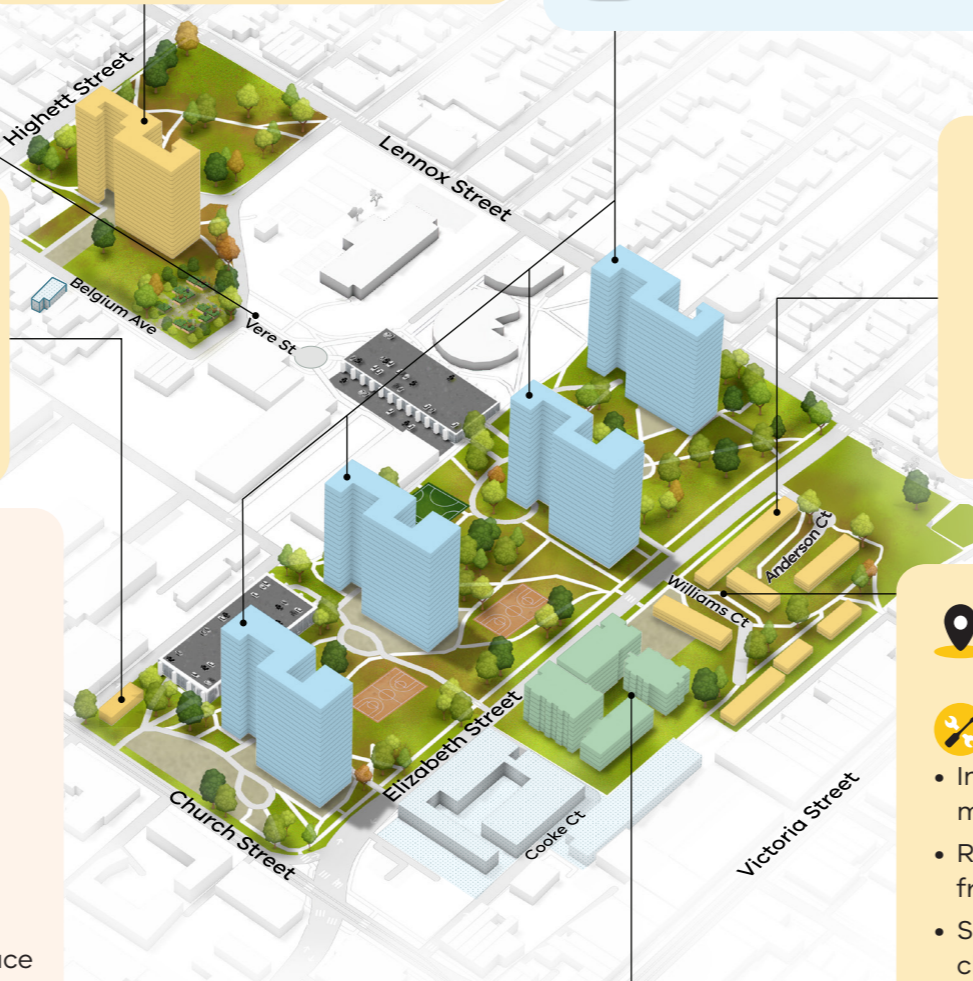 Highett Street
Lennox Street
Belgium Ave
Vere St
Anderson Ct
Williams Ct
Elizabeth Street
Cooke Ct
Church Street
Victoria Street